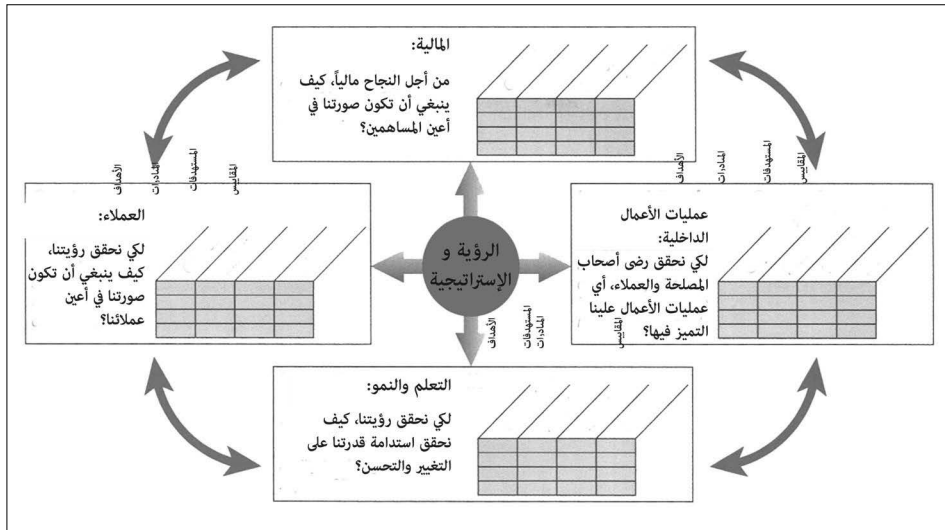 المالية:
من أجل النجاح مالياً، كيف
ينبغي أن تكون صورتنا في
أعين المساهمين؟
الأهداف
المبادرات
المستهدفات
المقاييس
الأهداف
المبادرات
المستهدفات
المقاييس
عمليات الأعمال
الداخلية:
لكي نحقق رضى أصحاب
المصلحة والعملاء، أي
عمليات الأعمال علينا
التميز فيها؟
الرؤية و
الإستراتيجية
العملاء:
لكي نحقق رؤيتنا،
كيف ينبغي أن تكون
صورتنا في أعين
عملائنا؟
الأهداف
المستهدفات
المبادرات
المقاييس
التعلم والنمو:
لكي نحقق رؤيتنا، كيف
نحقق استدامة قدرتنا على
التغيير والتحسن؟